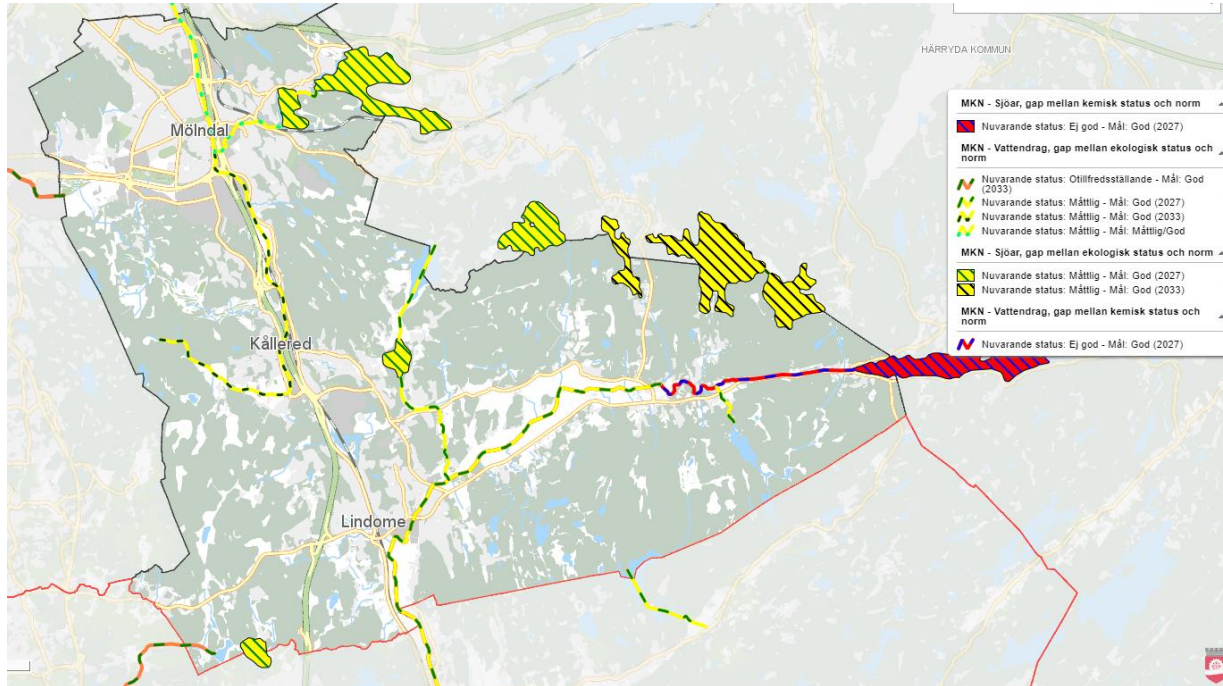 HÄRRYDA KOMMUN
Mölndal
Kållered
Lindome
MKN - Sjöar, gap mellan kemisk status och norm
Nuvarande status: Ej god - Mål: God (2027)
MKN - Vattendrag, gap mellan ekologisk status och
norm
Nuvarande status: Otillfredsställande - Mål: God
(2033)
Nuvarande status: Måttlig - Mål: God (2027)
Nuvarande status: Måttlig - Mål: God (2033)
Nuvarande status: Måttlig - Mål: Måttlig/God
MKN - Sjöar, gap mellan ekologisk status och norm
Nuvarande status: Måttlig - Mål: God (2027)
Nuvarande status: Måttlig - Mål: God (2033)
MKN - Vattendrag, gap mellan kemisk status och
norm
Nuvarande status: Ej god - Mål: God (2027)